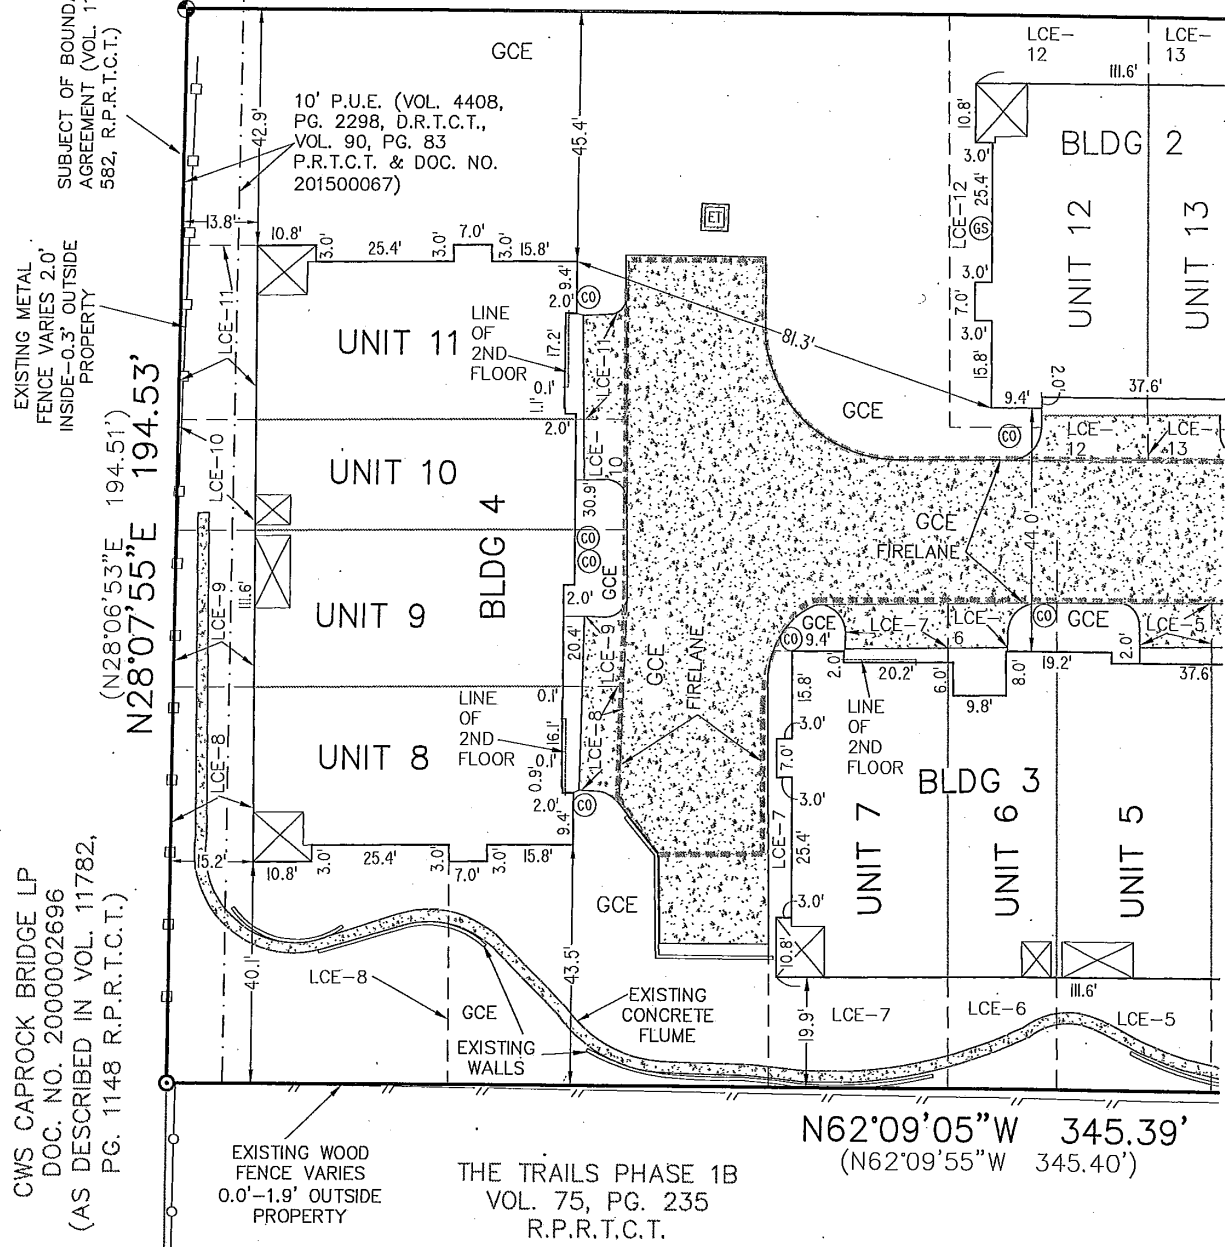 SUBJECT OF BOUND
AGREEMENT (VOL. 1
582, R.P.R.T.C.T.)
EXISTING METAL
FENCE VARIES 2.0'
INSIDE-0.3' OUTSIDE
PROPERTY
(N28°06'53"E 194.51')
N28°07'55"E 194.53'
CWS CAPROCK BRIDGE LP
DOC. NO. 2000002696
(AS DESCRIBED IN VOL. 11782,
PG. 1148 R.P.R.T.C.T.)
42.9'
GCE
10' P.U.E. (VOL. 4408,
PG. 2298, D.R.T.C.T.,
VOL. 90, PG. 83
P.R.T.C.T. & DOC. NO.
201500067)
45.4'
13.8'
10.8'
3.0'
25.4'
3.0'
7.0'
3.0'
15.8'
9.4'
2.0'
CO
ET
LCE-11
UNIT 11
LINE
OF
2ND
FLOOR
17.2'
0.1'
1.1'
2.0'
LCE-11
81.3'
GCE
LCE-10
UNIT 10
LCE-
10
30.9'
CO
CO
BLDG 4
GCE
LCE-9
111.6'
UNIT 9
2.0'
20.4'
LCE-9
GCE
FIRELANE
LCE-8
UNIT 8
LINE
OF
2ND
FLOOR
0.1'
16.1'
0.1'
0.9'
2.0'
LCE-8
CO
9.4'
15.2'
10.8'
3.0'
25.4'
3.0'
7.0'
3.0'
15.8'
40.1'
LCE-8
GCE
43.5'
GCE
EXISTING
CONCRETE
FLUME
EXISTING
WALLS
LCE-
12
LCE-
13
111.6'
10.8'
BLDG 2
3.0'
25.4'
LCE-12
GS
3.0'
7.0'
3.0'
15.8'
UNIT 12
UNIT 13
9.4'
2.0'
37.6'
CO
LCE-
12
LCE-
13
GCE
FIRELANE
44.0'
GCE
CO
9.4'
LCE-7
LCE-
6
CO
GCE
LCE-5
2.0'
20.2'
6.0'
9.8'
8.0'
19.2'
2.0'
37.6'
15.8'
3.0'
7.0'
3.0'
LINE
OF
2ND
FLOOR
BLDG 3
LCE-7
25.4'
3.0'
10.8'
UNIT 7
UNIT 6
UNIT 5
111.6'
19.9'
LCE-7
LCE-6
LCE-5
N62°09'05"W 345.39'
(N62°09'55"W 345.40')
EXISTING WOOD
FENCE VARIES
0.0'-1.9' OUTSIDE
PROPERTY
THE TRAILS PHASE 1B
VOL. 75, PG. 235
R.P.R.T.C.T.